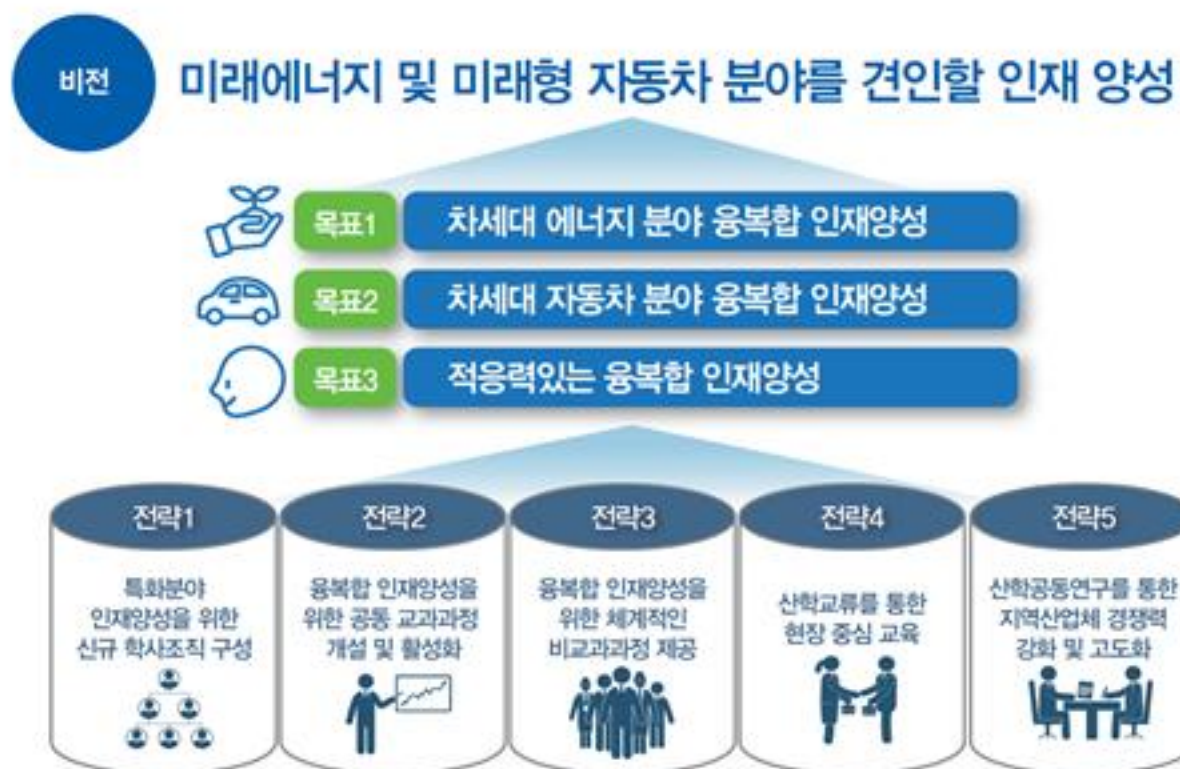 비전
미래에너지 및 미래형 자동차 분야를 견인할 인재 양성
목표1
차세대 에너지 분야 융복합 인재양성
목표2
차세대 자동차 분야 융복합 인재양성
목표3
적응력있는 융복합 인재양성
전략1
특화분야
인재양성을 위한
신규 학사조직 구성
전략2
융복합 인재양성을
위한 공동 교과과정
개설 및 활성화
전략3
융복합 인재양성을
위한 체계적인
비교과과정 제공
전략4
산학교류를 통한
현장 중심 교육
전략5
산학공동연구를 통한
지역산업체 경쟁력
강화 및 고도화